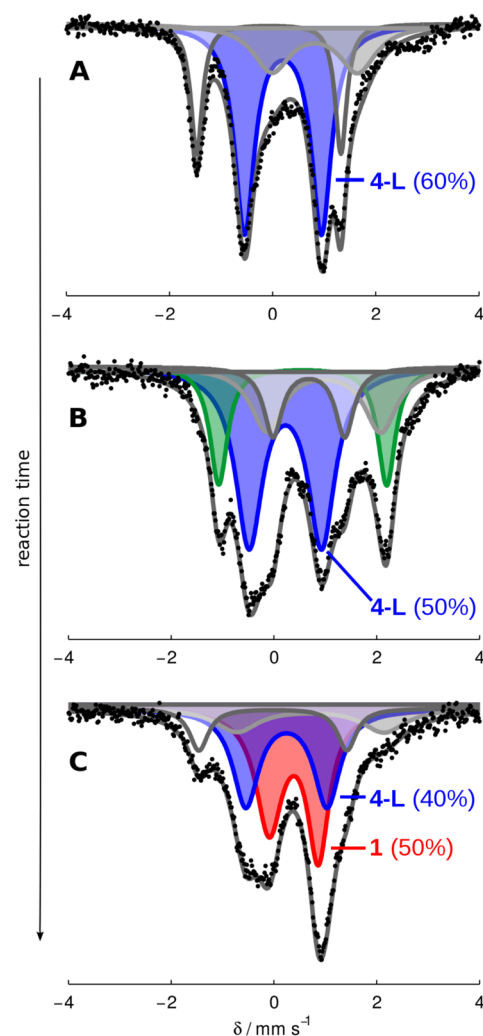 A
4-L (60%)
−4 −2 0 2 4
B
4-L (50%)
−4 −2 0 2 4
C
4-L (40%)
1 (50%)
−4 −2 0 2 4
δ / mm s⁻¹
reaction time